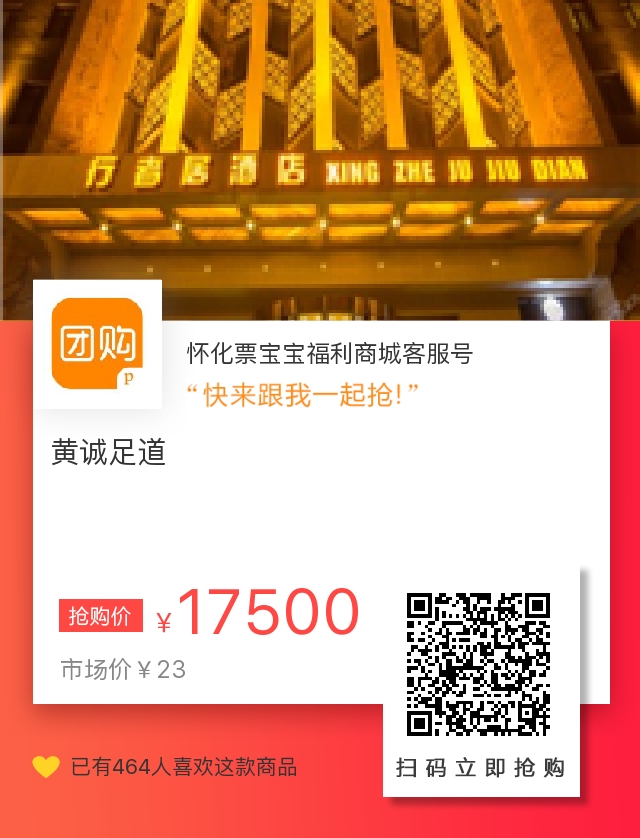 行者居酒店 XING ZHE JU JIU DIAN
团购
p
怀化票宝宝福利商城客服号
“快来跟我一起抢!”
黄诚足道
抢购价 ¥17500
市场价¥23
已有464人喜欢这款商品
扫码立即抢购